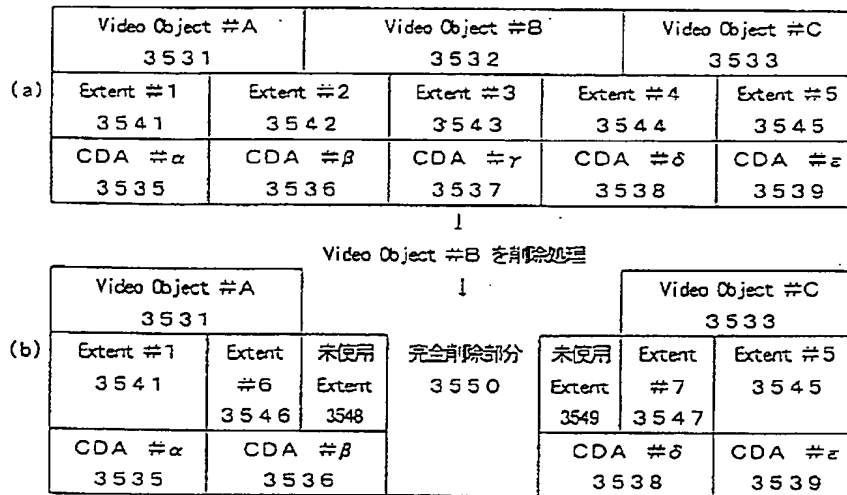 Video Object #A Video Object #B Video Object #C
3531 3532 3533
(a)
Extent #1 Extent #2 Extent #3 Extent #4 Extent #5
3541 3542 3543 3544 3545
CDA #α CDA #β CDA #γ CDA #δ CDA #ε
3535 3536 3537 3538 3539
↓
Video Object #B を削除処理
↓
Video Object #A Video Object #C
3531 3533
(b)
Extent #1 Extent 未使用 完全削除部分 未使用 Extent Extent #5
3541 #6 Extent 3550 Extent #7 3545
3546 3548 3549 3547
CDA #α CDA #β CDA #δ CDA #ε
3535 3536 3538 3539